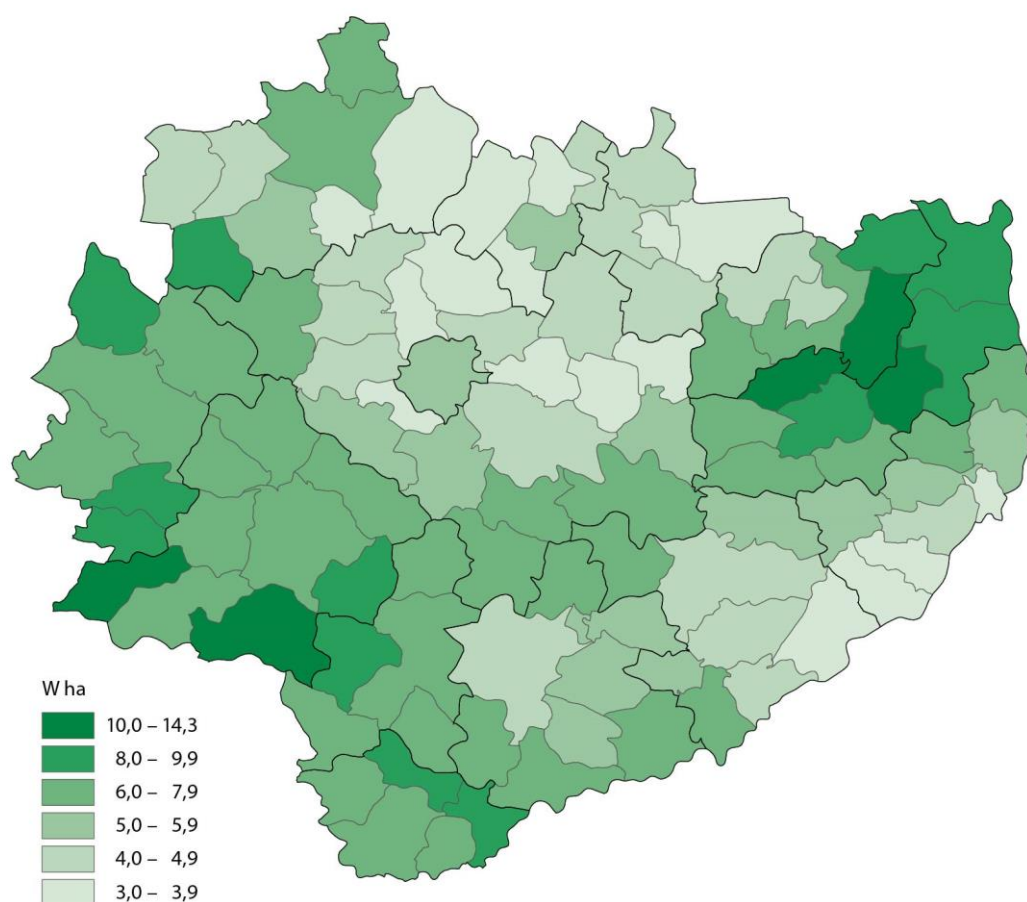 W ha
10,0 – 14,3
8,0 – 9,9
6,0 – 7,9
5,0 – 5,9
4,0 – 4,9
3,0 – 3,9